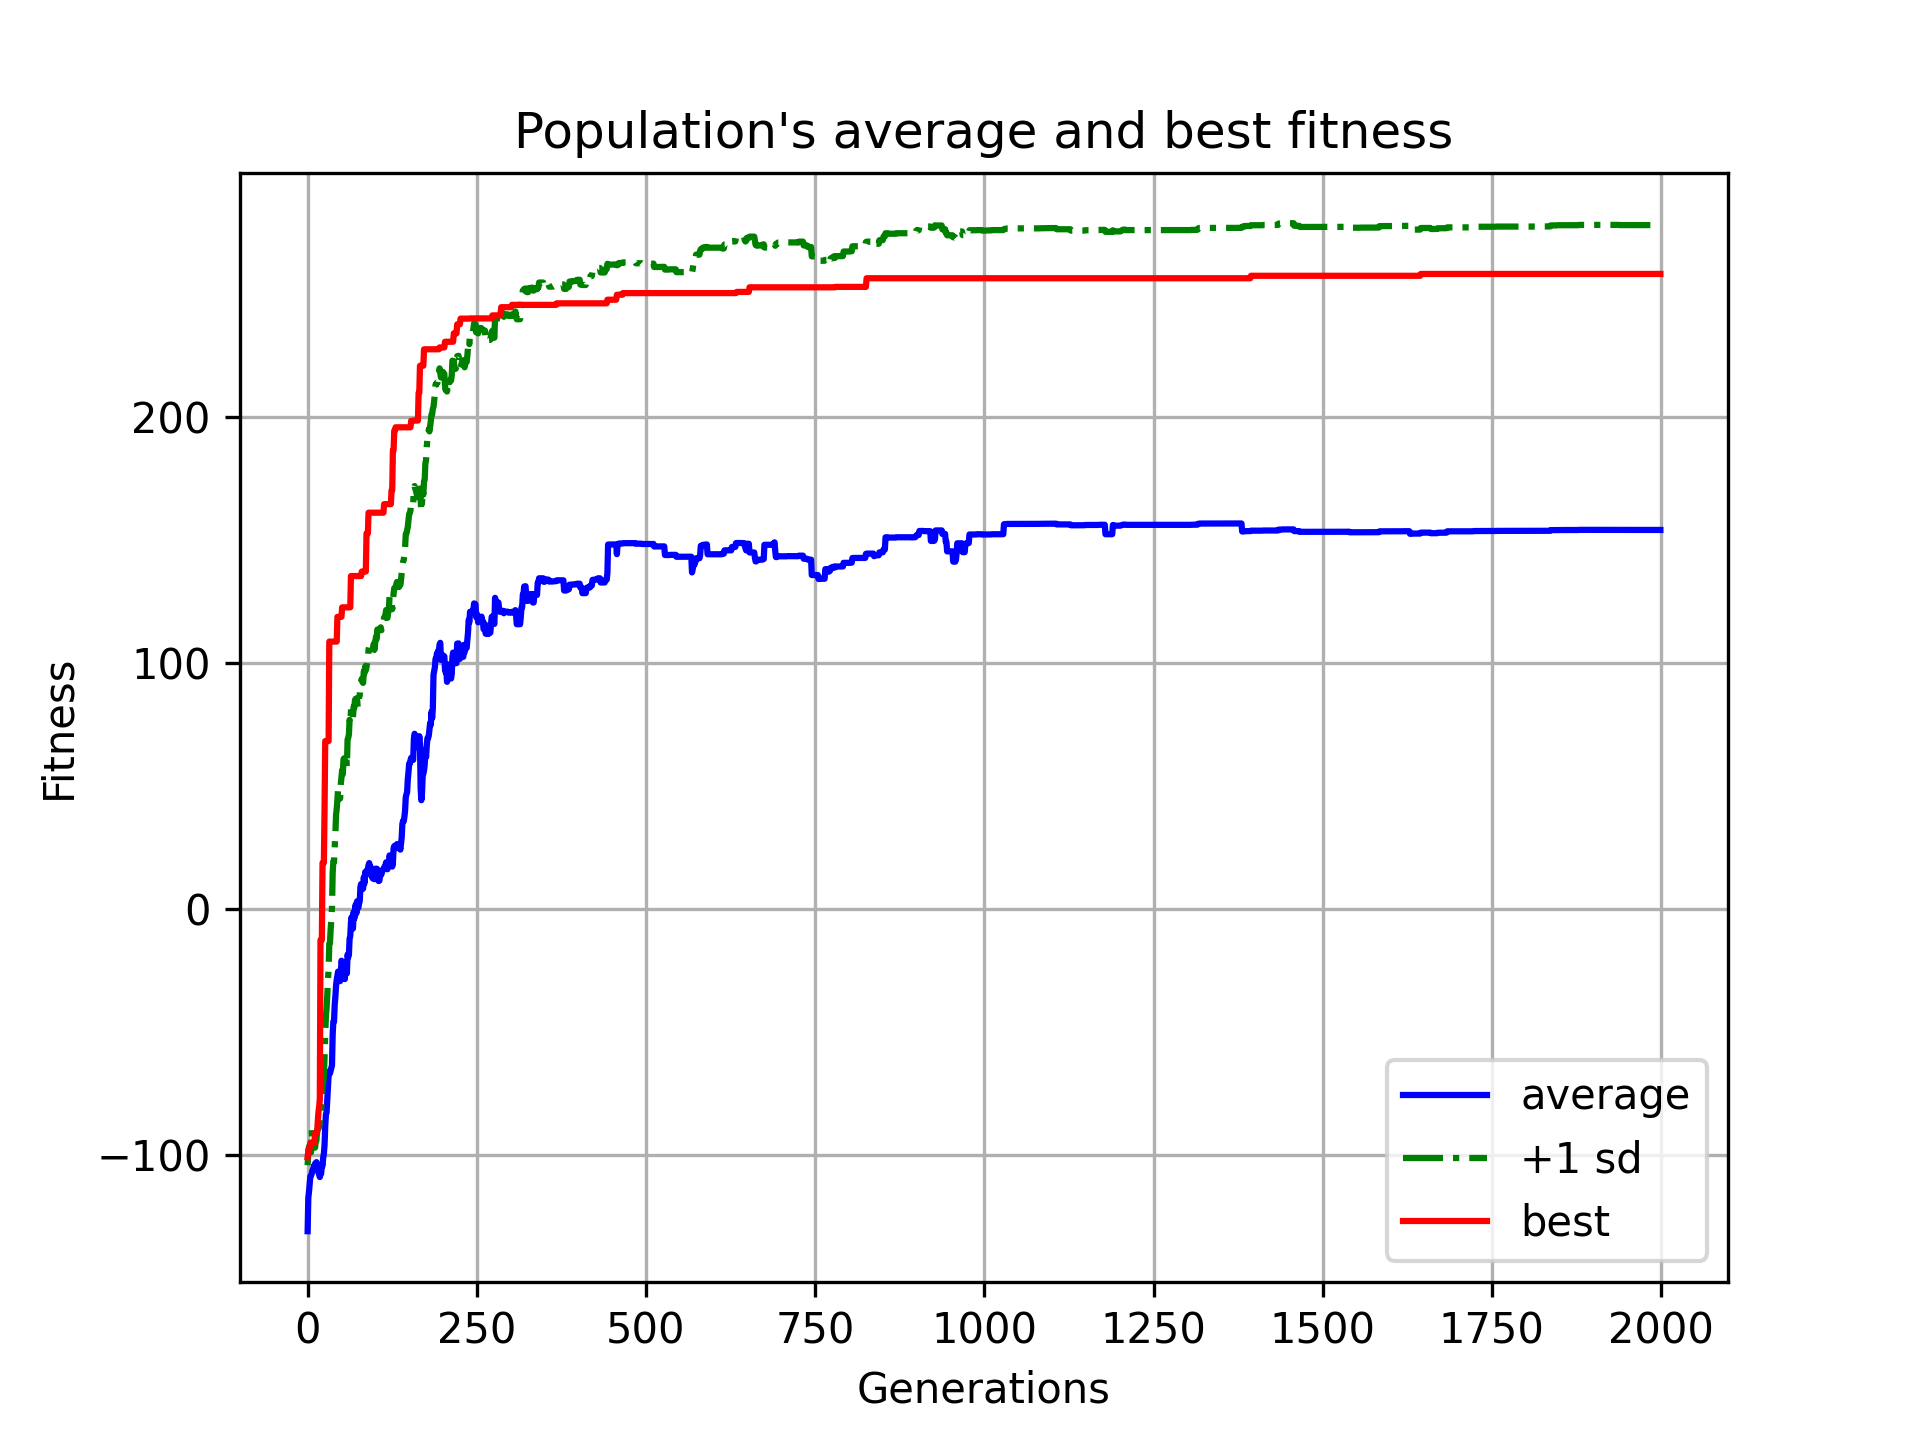 Population's average and best fitness
Fitness
200
100
0
−100
0 250 500 750 1000 1250 1500 1750 2000
Generations
average
+1 sd
best